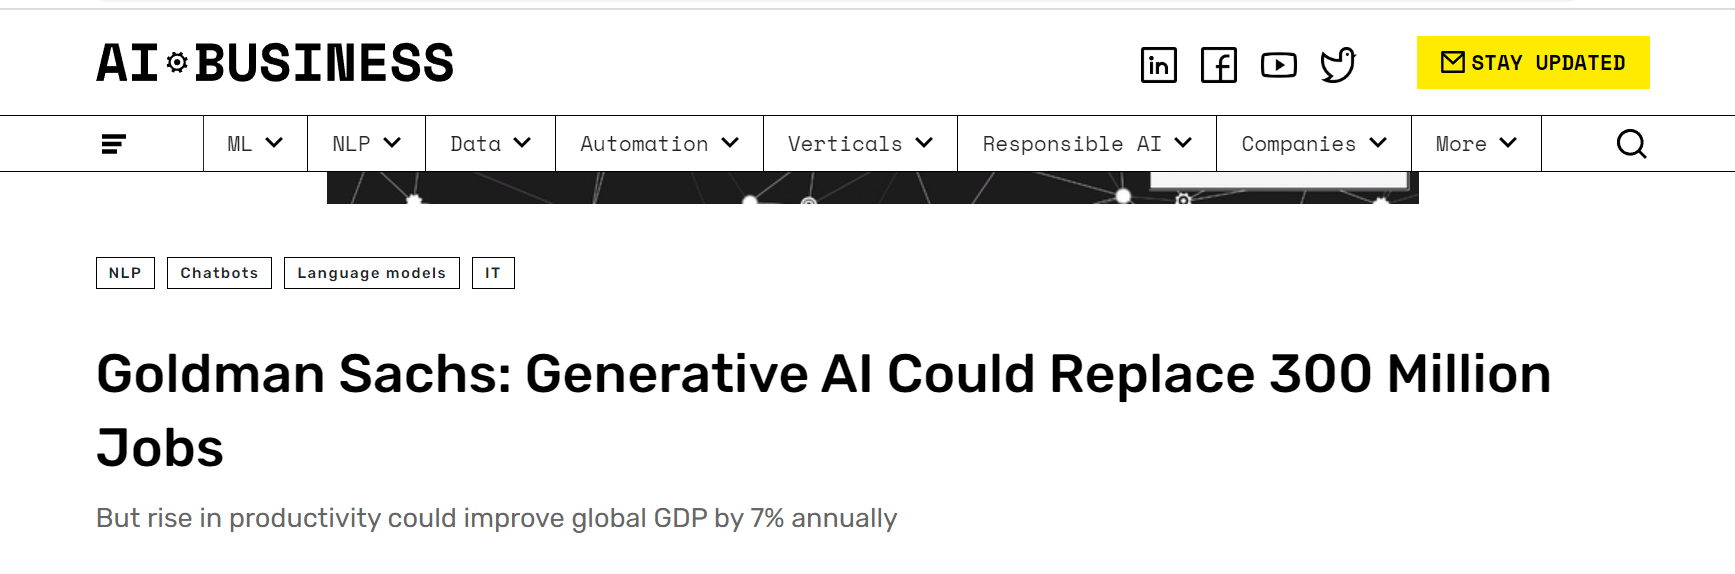 AI BUSINESS
in f STAY UPDATED
ML NLP Data Automation Verticals Responsible AI Companies More
NLP Chatbots Language models IT
Goldman Sachs: Generative AI Could Replace 300 Million
Jobs
But rise in productivity could improve global GDP by 7% annually